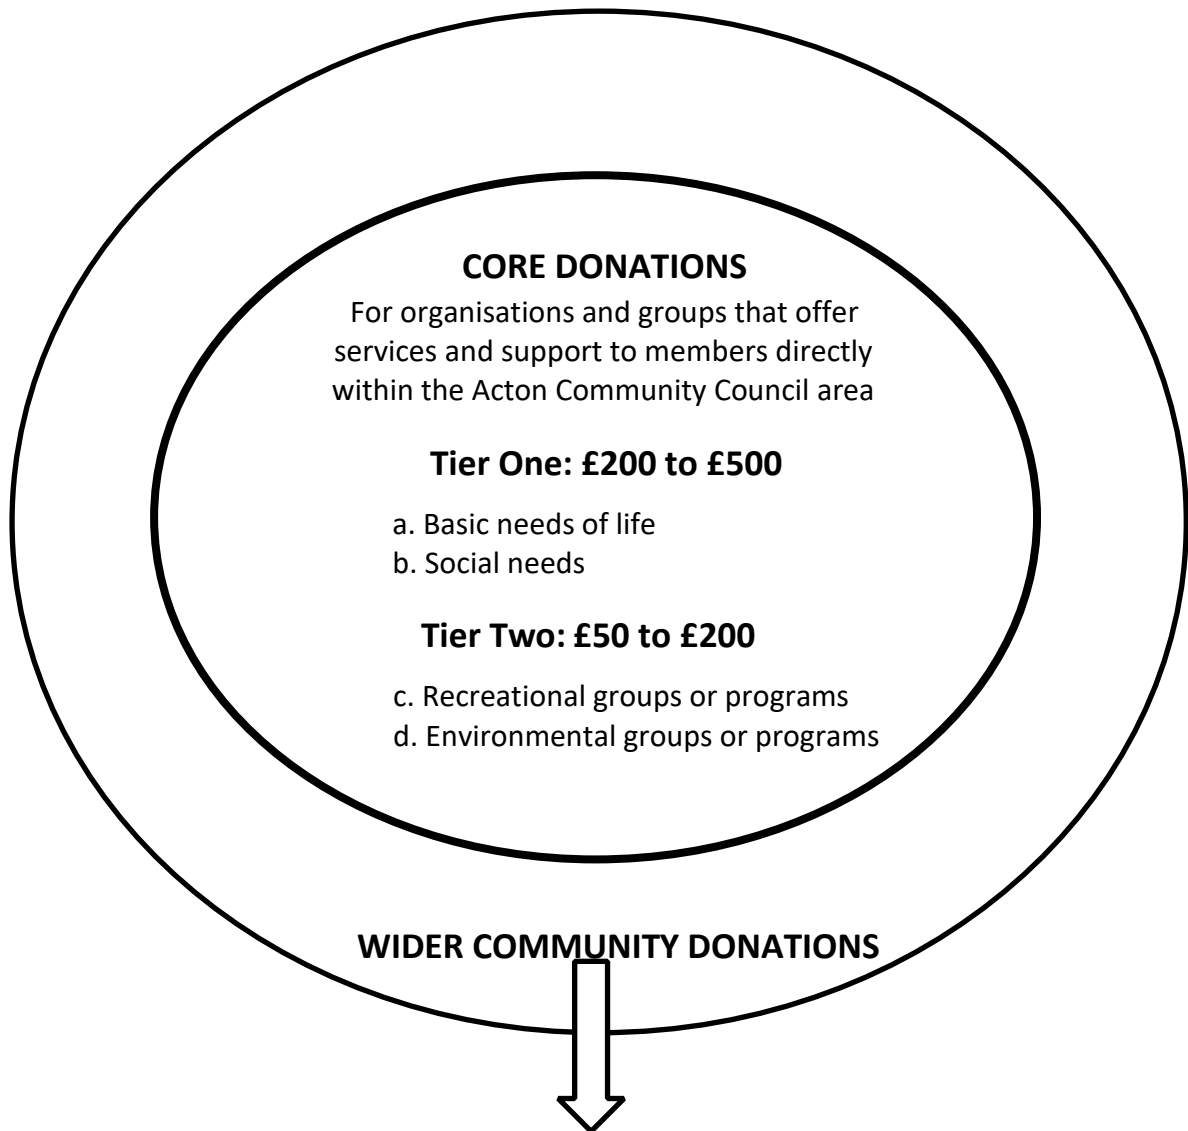 CORE DONATIONS
For organisations and groups that offer
services and support to members directly
within the Acton Community Council area
Tier One: £200 to £500
a. Basic needs of life
b. Social needs
Tier Two: £50 to £200
c. Recreational groups or programs
d. Environmental groups or programs
WIDER COMMUNITY DONATIONS